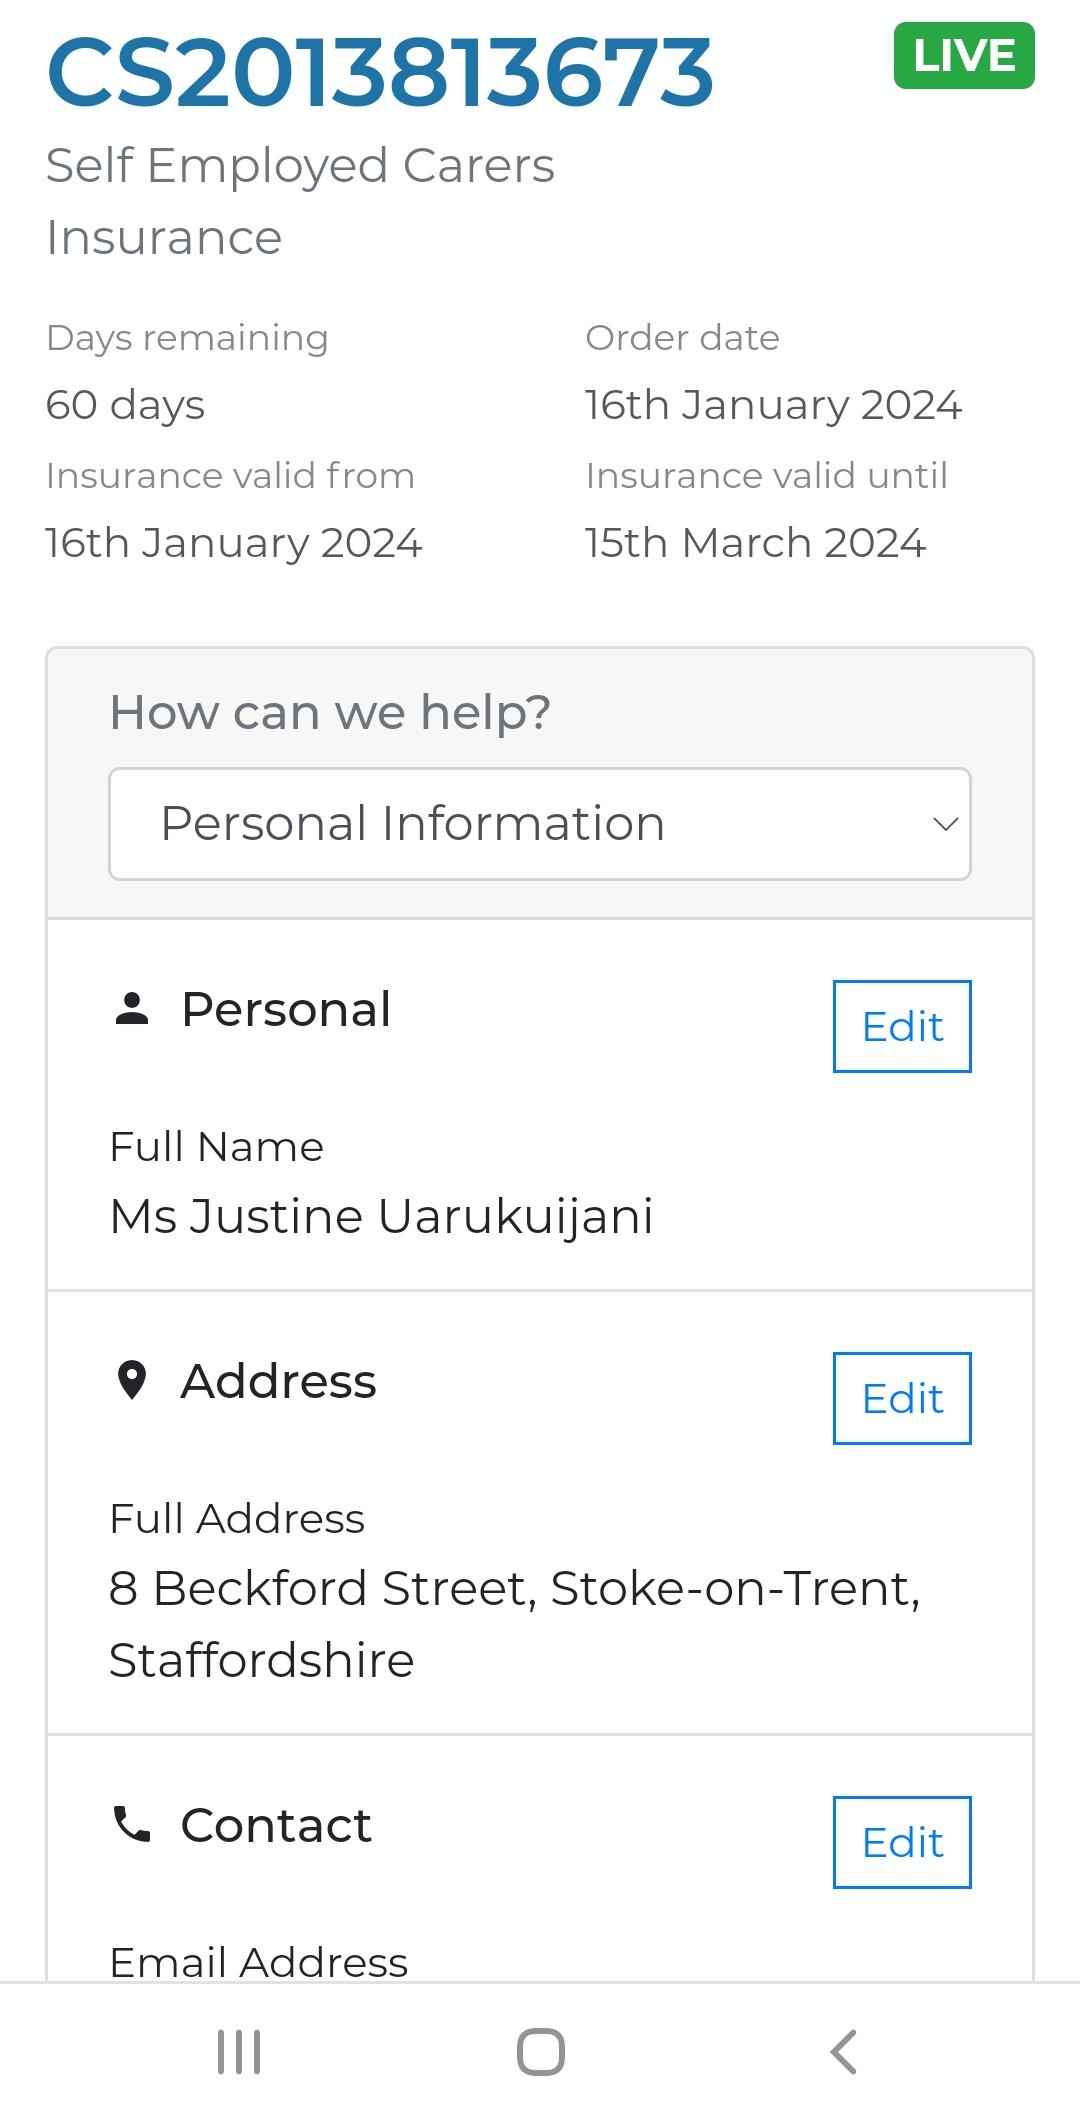 CS2013813673
LIVE
Self Employed Carers
Insurance
Days remaining
Order date
60 days
16th January 2024
Insurance valid from
Insurance valid until
16th January 2024
15th March 2024
How can we help?
Personal Information
Personal
Edit
Full Name
Ms Justine Uarukuijani
Address
Edit
Full Address
8 Beckford Street, Stoke-on-Trent,
Staffordshire
Contact
Edit
Email Address